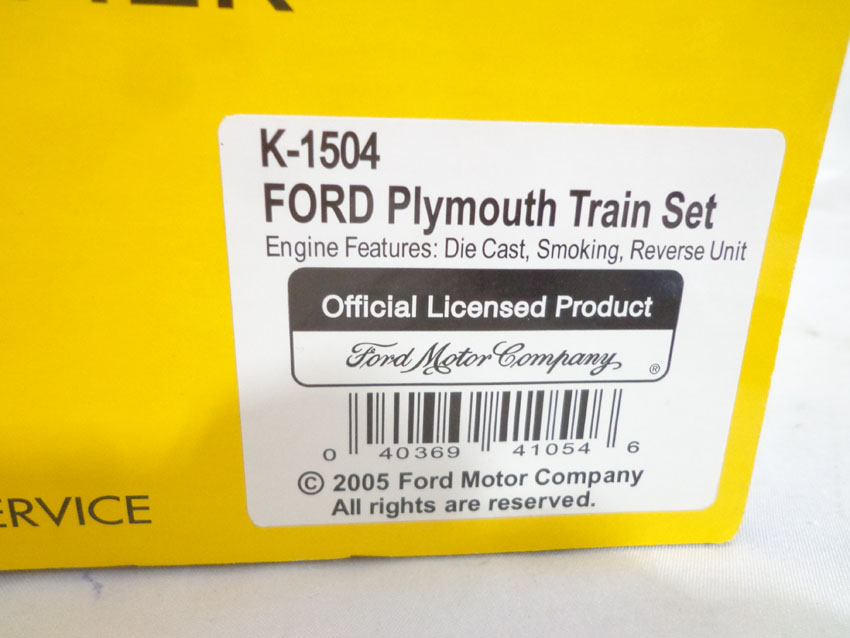 K-1504
FORD Plymouth Train Set
Engine Features: Die Cast, Smoking, Reverse Unit
Official Licensed Product
Ford Motor Company ®
0 40369 41054 6
© 2005 Ford Motor Company
All rights are reserved.